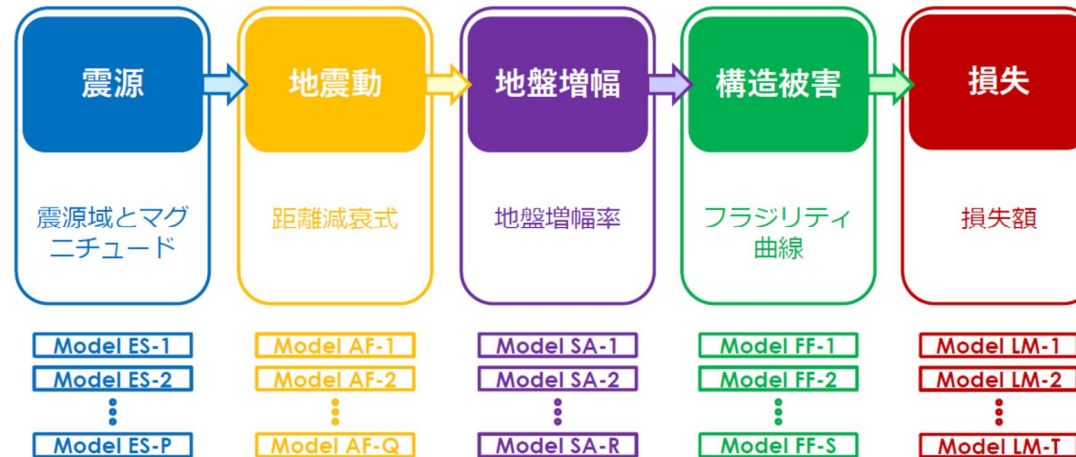 震源
地震動
地盤増幅
構造被害
損失
震源域とマグ
ニチュード
距離減衰式
地盤増幅率
フラジリティ
曲線
損失額
Model ES-1
Model AF-1
Model SA-1
Model FF-1
Model LM-1
Model ES-2
Model AF-2
Model SA-2
Model FF-2
Model LM-2
Model ES-P
Model AF-Q
Model SA-R
Model FF-S
Model LM-T